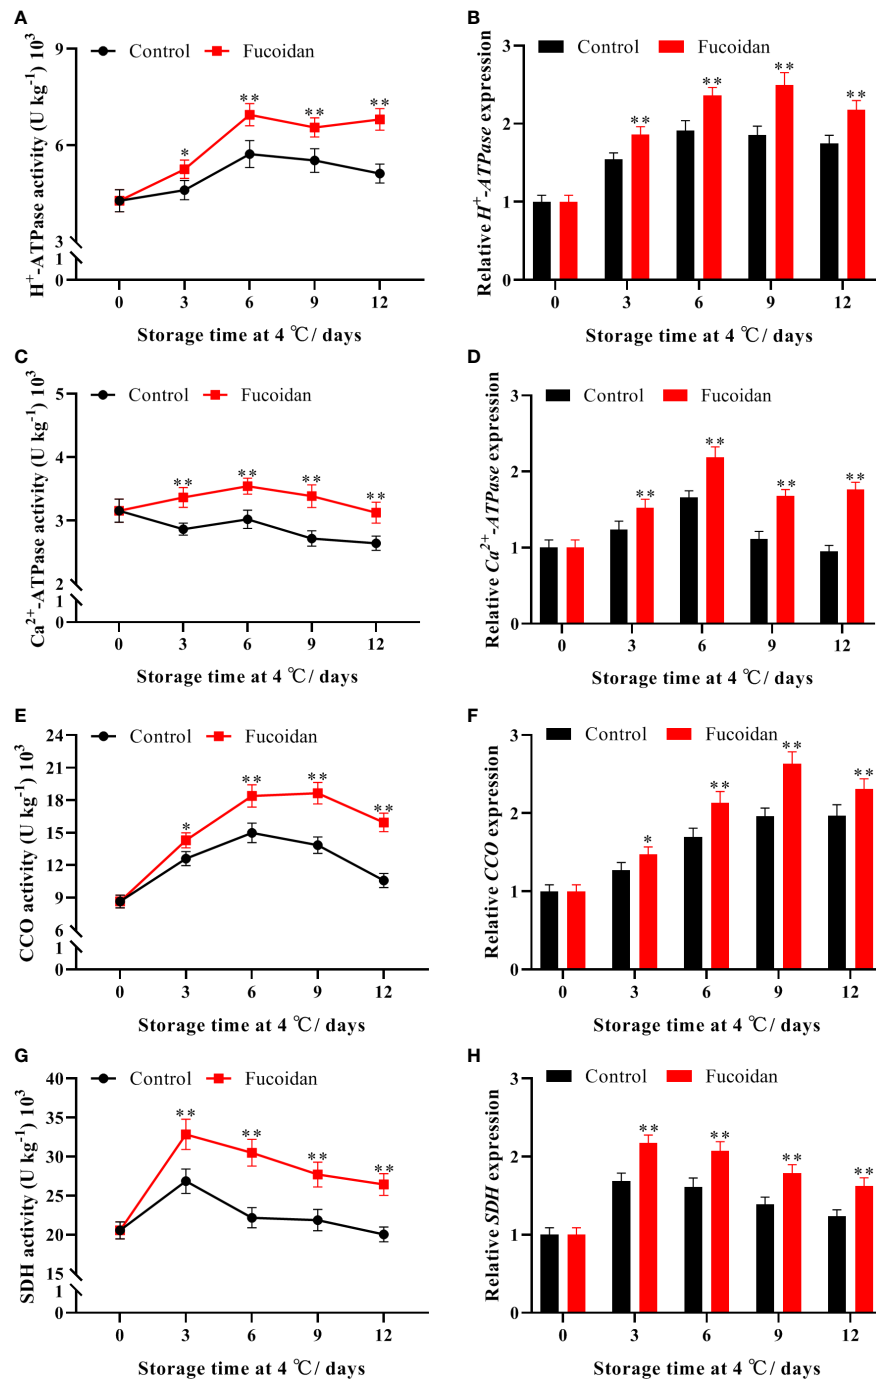 A
Control Fucoidan
H⁺-ATPase activity (U kg⁻¹) 10³
9
6
3
1
0
* ** ** **
0 3 6 9 12
Storage time at 4 ℃/ days
B
Control Fucoidan
Relative H⁺-ATPase expression
3
2
1
0
** ** ** **
0 3 6 9 12
Storage time at 4 ℃/ days
C
Control Fucoidan
Ca²⁺-ATPase activity (U kg⁻¹) 10³
5
4
3
2
1
0
** ** ** **
0 3 6 9 12
Storage time at 4 ℃/ days
D
Control Fucoidan
Relative Ca²⁺-ATPase expression
3
2
1
0
** ** ** **
0 3 6 9 12
Storage time at 4 ℃/ days
E
Control Fucoidan
CCO activity (U kg⁻¹) 10³
24
18
15
12
9
6
1
0
* ** ** **
0 3 6 9 12
Storage time at 4 ℃/ days
F
Control Fucoidan
Relative CCO expression
3
2
1
0
* ** ** **
0 3 6 9 12
Storage time at 4 ℃/ days
G
Control Fucoidan
SDH activity (U kg⁻¹) 10³
40
35
30
25
20
15
1
0
** ** ** **
0 3 6 9 12
Storage time at 4 ℃/ days
H
Control Fucoidan
Relative SDH expression
3
2
1
0
** ** ** **
0 3 6 9 12
Storage time at 4 ℃/ days